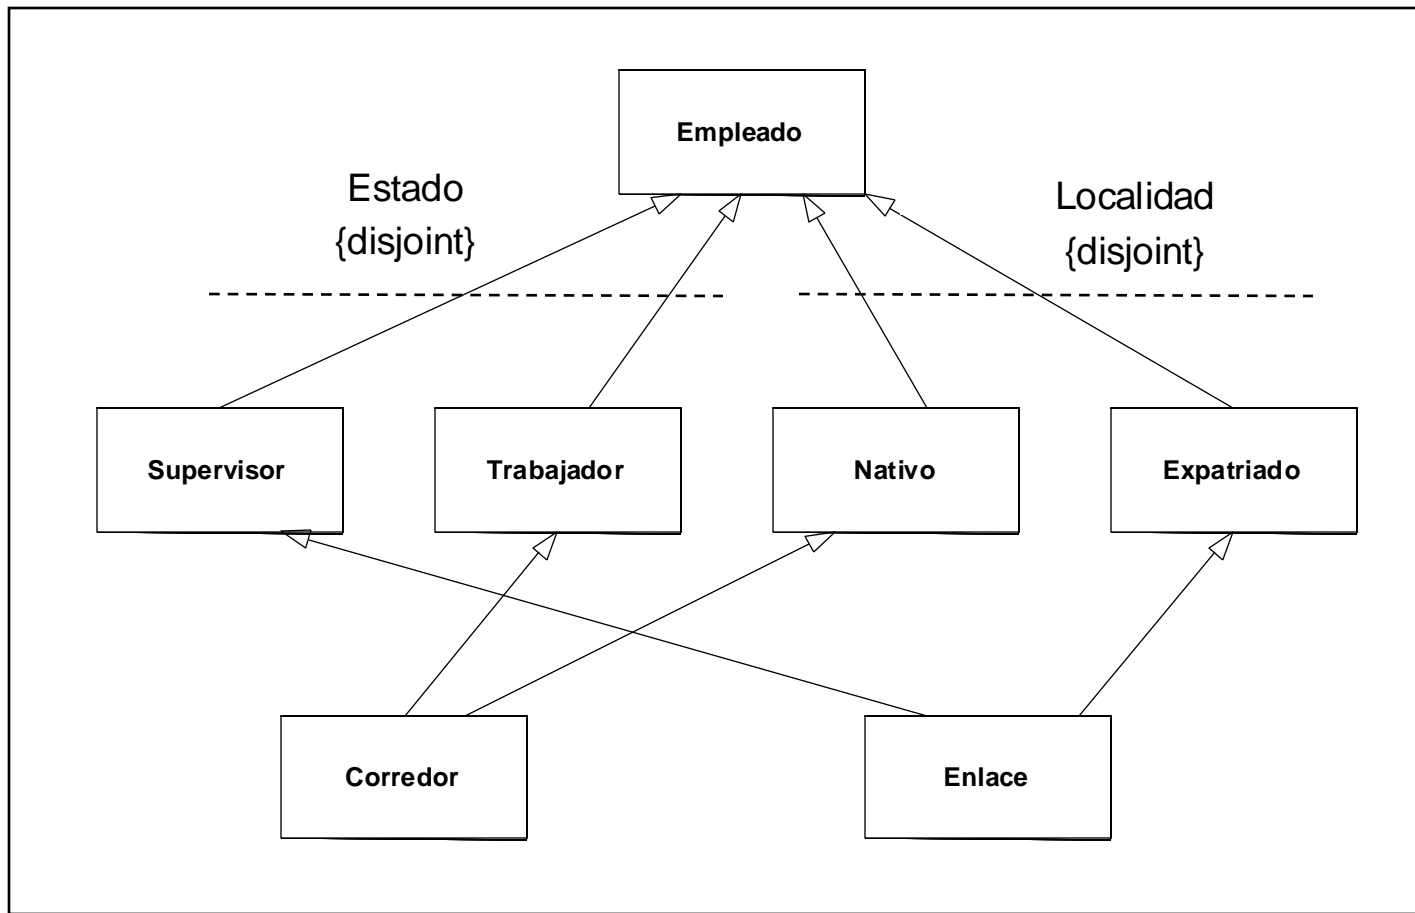 Empleado
Estado
{disjoint}
Localidad
{disjoint}
Supervisor
Trabajador
Nativo
Expatriado
Corredor
Enlace